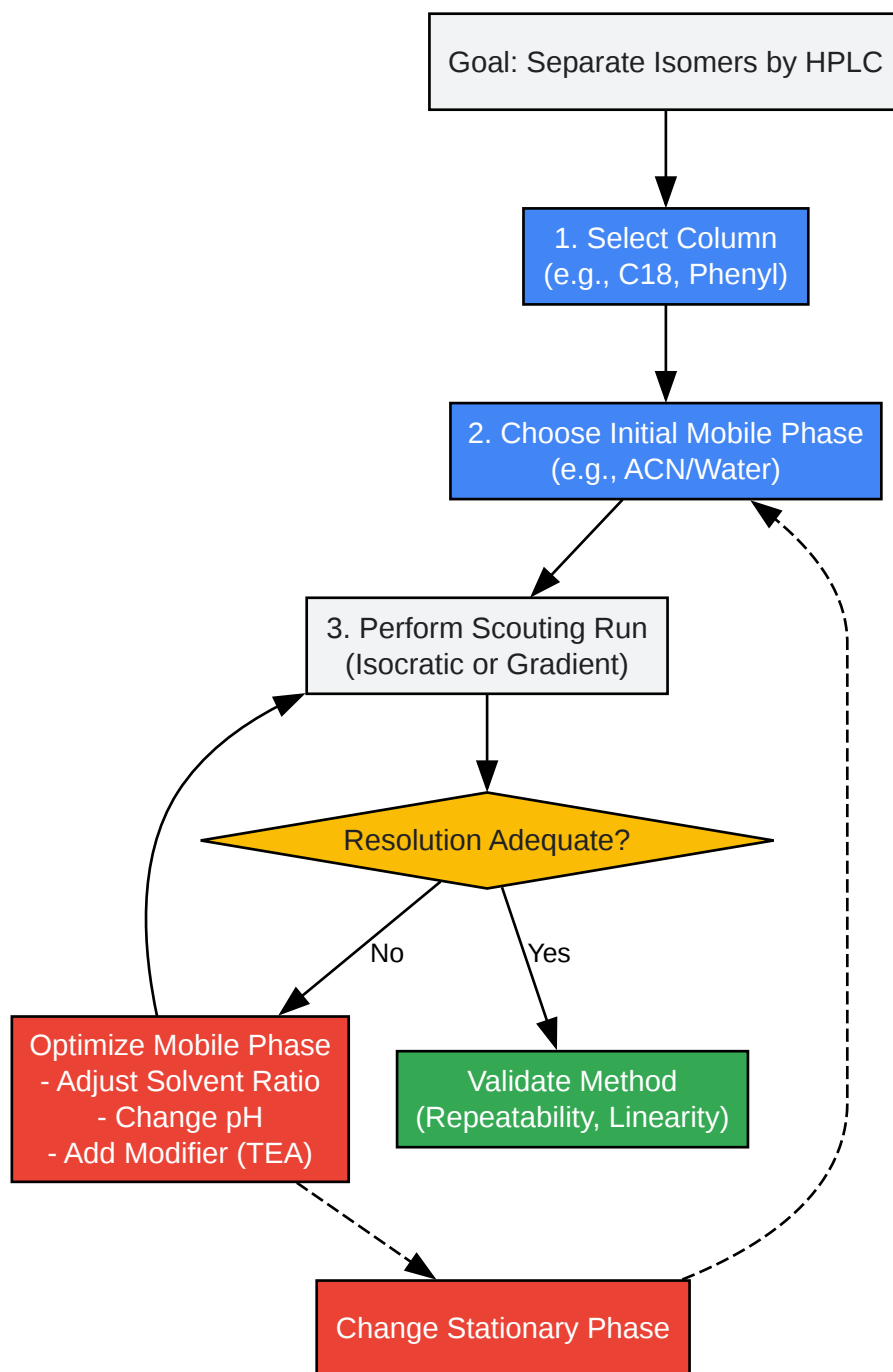 Goal: Separate Isomers by HPLC
1. Select Column
(e.g., C18, Phenyl)
2. Choose Initial Mobile Phase
(e.g., ACN/Water)
3. Perform Scouting Run
(Isocratic or Gradient)
Resolution Adequate?
No
Yes
Optimize Mobile Phase
- Adjust Solvent Ratio
- Change pH
- Add Modifier (TEA)
Validate Method
(Repeatability, Linearity)
Change Stationary Phase